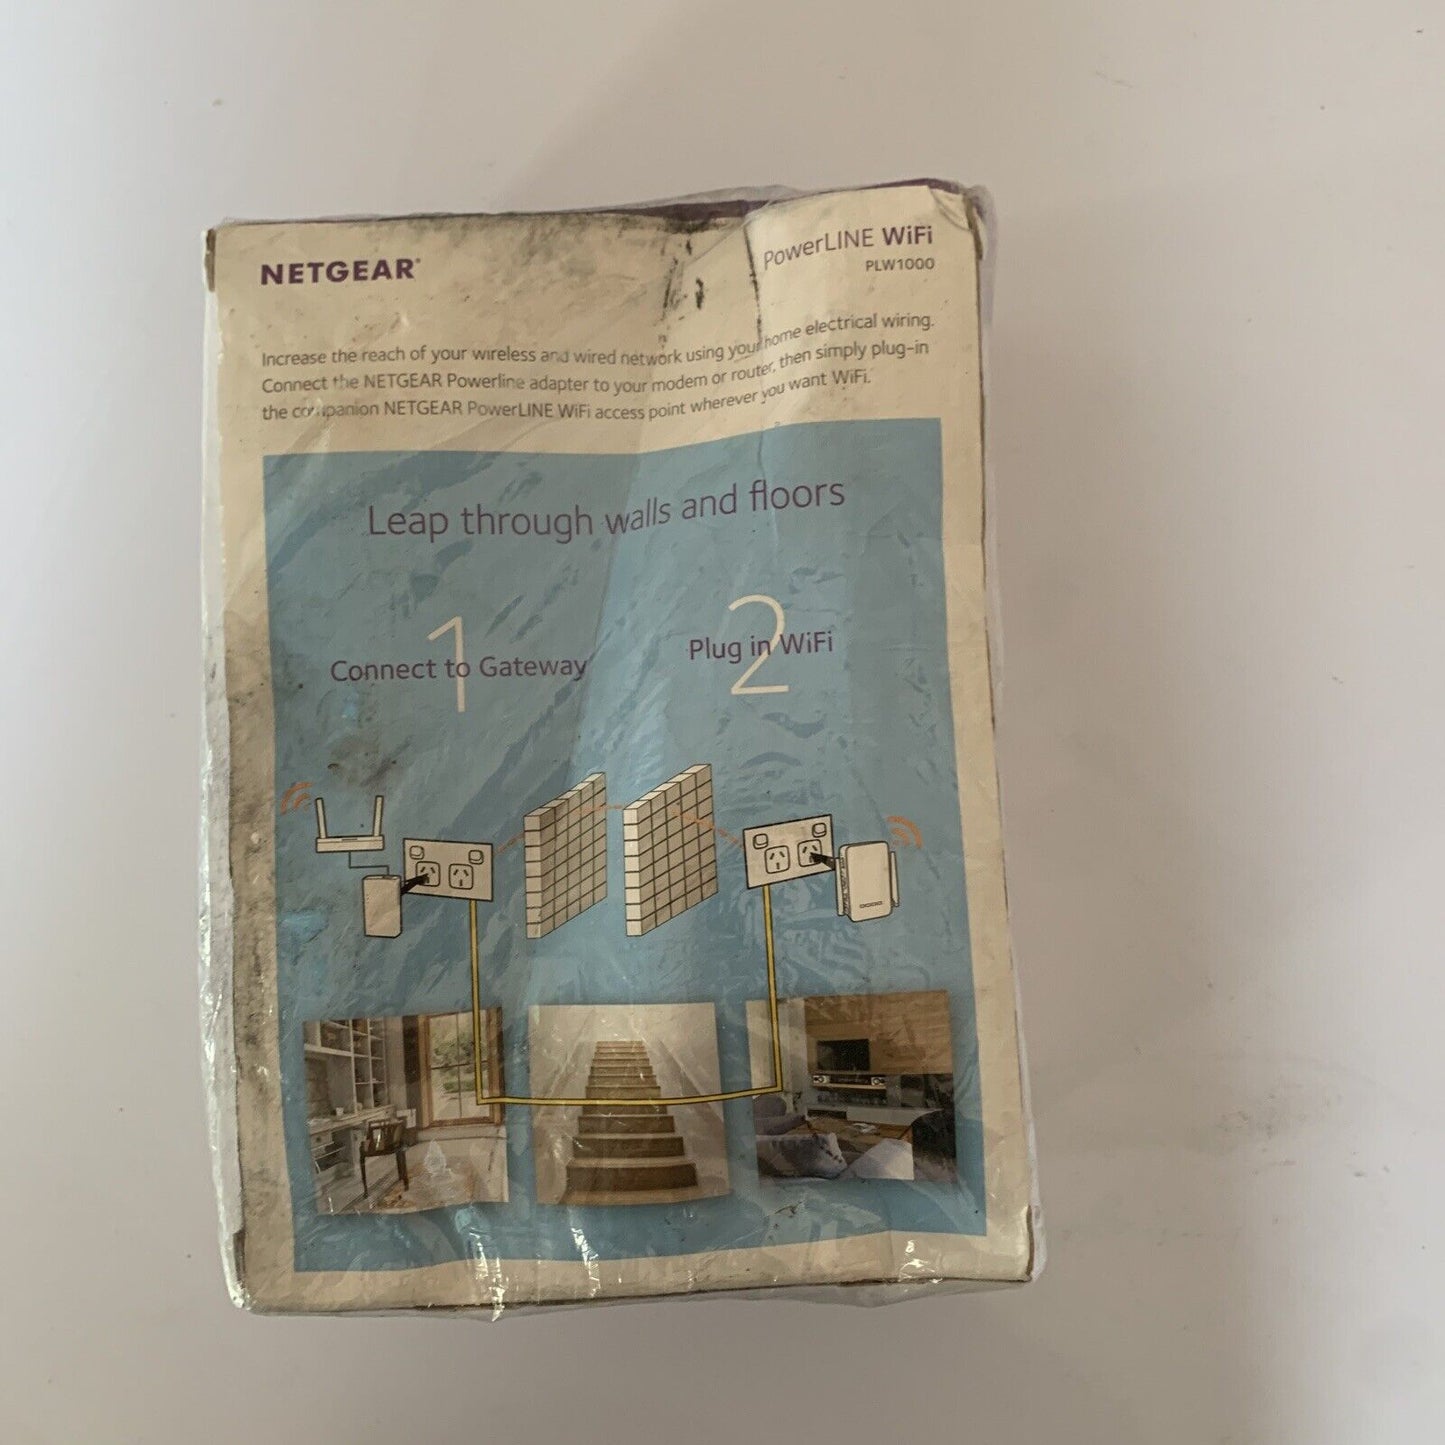 NETGEAR®
PowerLINE WiFi
PLW1000
Increase the reach of your wireless and wired network using your home electrical wiring.
Connect the NETGEAR Powerline adapter to your modem or router, then simply plug-in
the companion NETGEAR PowerLINE WiFi access point wherever you want WiFi.
Leap through walls and floors
1
Connect to Gateway
2
Plug in WiFi